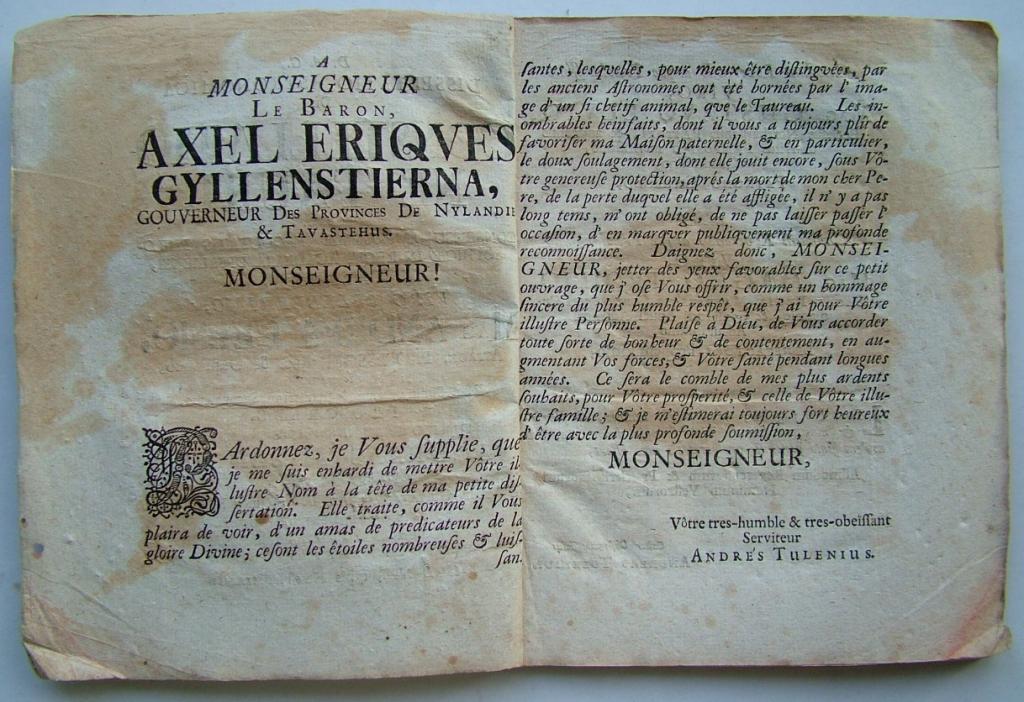 A
MONSEIGNEUR
LE BARON,
AXEL ERIQVES
GYLLENSTIERNA,
GOUVERNEUR DES PROVINCES DE NYLANDIE
& TAVASTEHUS.
MONSEIGNEUR!
PArdonnez, je Vous supplie, que
je me suis enhardi de mettre Vôtre il-
lustre Nom à la tête de ma petite dis-
sertation. Elle traite, comme il Vous
plaira de voir, d'un amas de predicateurs de la
gloire Divine; cesont les étoiles nombreuses & luis-
san-
santes, lesquelles, pour mieux être distingvées, par
les anciens Astronomes ont été bornées par l' ima-
ge d'un si chetif animal, qve le Taureau. Les in-
ombrables beinfaits, dont il vous a toujours plû de
favoriser ma Maison paternelle, & en particulier,
le doux soulagement, dont elle jouit encore, sous Vô-
tre genereuse protection, aprés la mort de mon cher Pe-
re, de la perte duqvel elle a été affligée, il n' y a pas
long tems, m'ont obligé, de ne pas laisser passer l'
occasion, d' en marqver publiqvement ma profonde
reconnoissance. Daignez donc, MONSEI-
GNEUR, jetter des yeux favorables sur ce petit
ouvrage, que j' ose Vous offrir, comme un hommage
sincere du plus humble respêt, que j'ai pour Vôtre
illustre Personne. Plaise à Dieu, de Vous accorder
toute sorte de bonheur & de contentement, en au-
gmentant Vos forces, & Vôtre santé pendant longues
années. Ce sera le comble de mes plus ardents
souhaits, pour Vôtre prosperité, & celle de Vôtre illu-
stre famille; & je m'estimerai toujours fort heureux
d' être avec la plus profonde soumission,
MONSEIGNEUR,
Vôtre tres-humble & tres-obeissant
Serviteur
ANDRÉS TULENIUS.